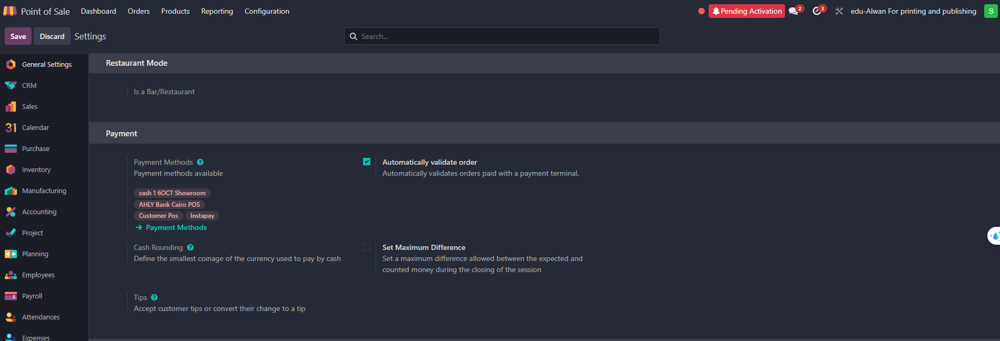 Point of Sale Dashboard Orders Products Reporting Configuration Pending Activation 2 3 edu-Alwan For printing and publishing S
Save Discard Settings Search...
General Settings
CRM
Sales
31 Calendar
Purchase
Inventory
Manufacturing
Accounting
Project
Planning
Employees
Payroll
Attendances
Expenses
Restaurant Mode
Is a Bar/Restaurant
Payment
Payment Methods ?
Payment methods available
cash 1 6OCT Showroom
AHLY Bank Cairo POS
Customer Pos Instapay
→ Payment Methods
Automatically validate order
Automatically validates orders paid with a payment terminal.
Cash Rounding ?
Define the smallest coinage of the currency used to pay by cash
Set Maximum Difference
Set a maximum difference allowed between the expected and
counted money during the closing of the session
Tips ?
Accept customer tips or convert their change to a tip